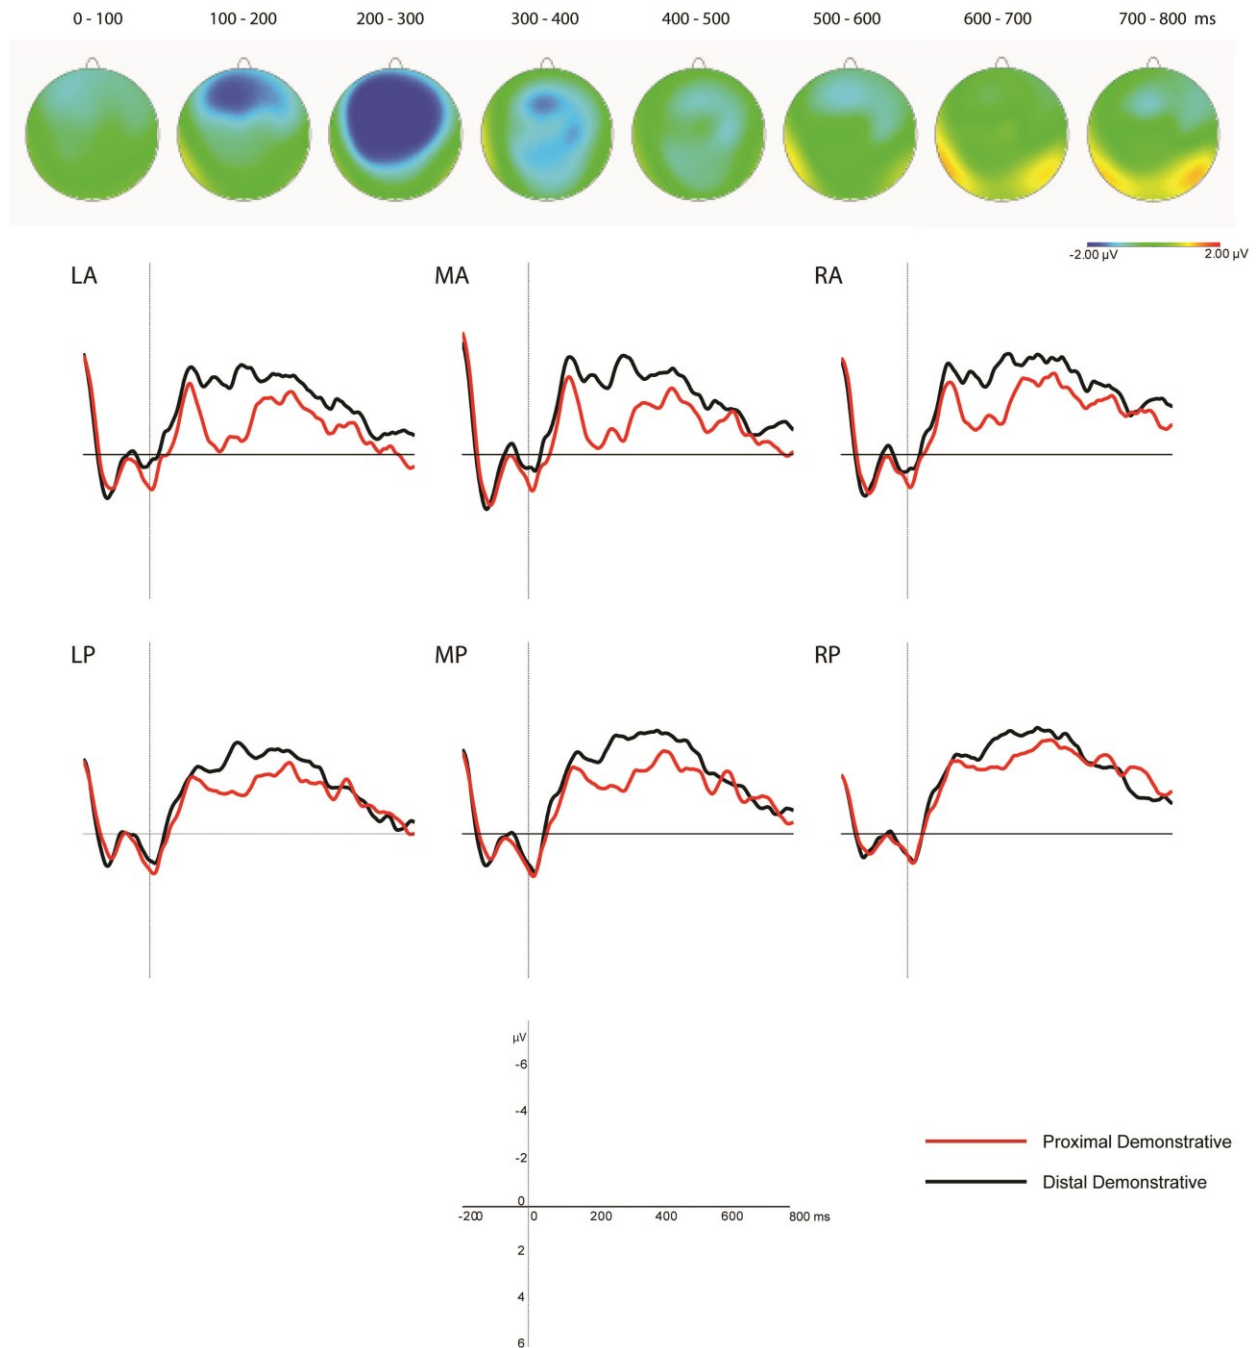 0 - 100 100 - 200 200 - 300 300 - 400 400 - 500 500 - 600 600 - 700 700 - 800 ms
-2.00 µV 2.00 µV
LA MA RA
LP MP RP
µV
-6
-4
-2
0
-200 0 200 400 600 800 ms
2
4
6
Proximal Demonstrative
Distal Demonstrative